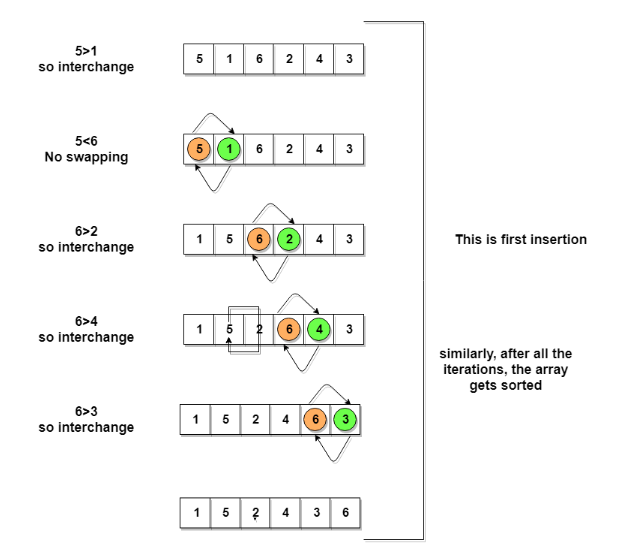 5>1
so interchange
5 1 6 2 4 3
5<6
No swapping
5 1 6 2 4 3
6>2
so interchange
1 5 6 2 4 3
This is first insertion
6>4
so interchange
1 5 2 6 4 3
similarly, after all the
iterations, the array
gets sorted
6>3
so interchange
1 5 2 4 6 3
1 5 2 4 3 6